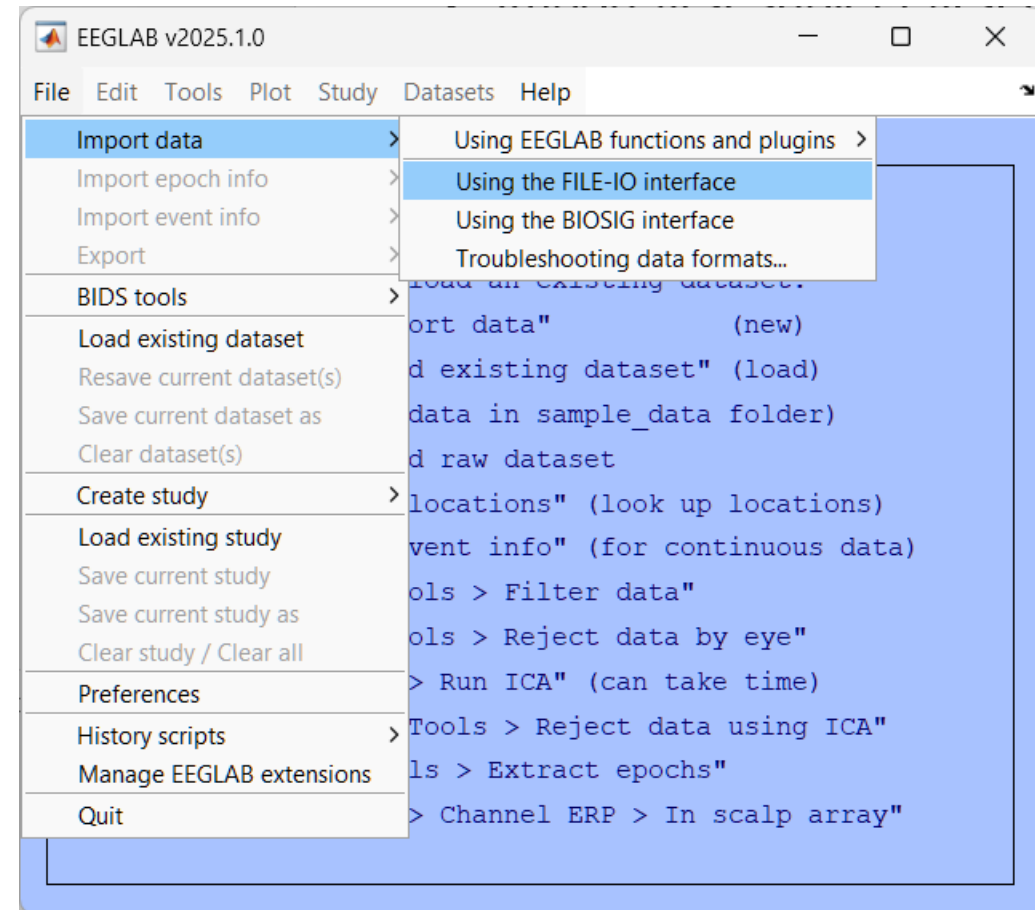 EEGLAB v2025.1.0
File Edit Tools Plot Study Datasets Help
Import data
Import epoch info
Import event info
Export
BIDS tools
Load existing dataset
Resave current dataset(s)
Save current dataset as
Clear dataset(s)
Create study
Load existing study
Save current study
Save current study as
Clear study / Clear all
Preferences
History scripts
Manage EEGLAB extensions
Quit
Using EEGLAB functions and plugins
Using the FILE-IO interface
Using the BIOSIG interface
Troubleshooting data formats...
load an existing dataset:
ort data" (new)
d existing dataset" (load)
data in sample_data folder)
d raw dataset
locations" (look up locations)
vent info" (for continuous data)
ols > Filter data"
ols > Reject data by eye"
> Run ICA" (can take time)
Tools > Reject data using ICA"
ls > Extract epochs"
> Channel ERP > In scalp array"